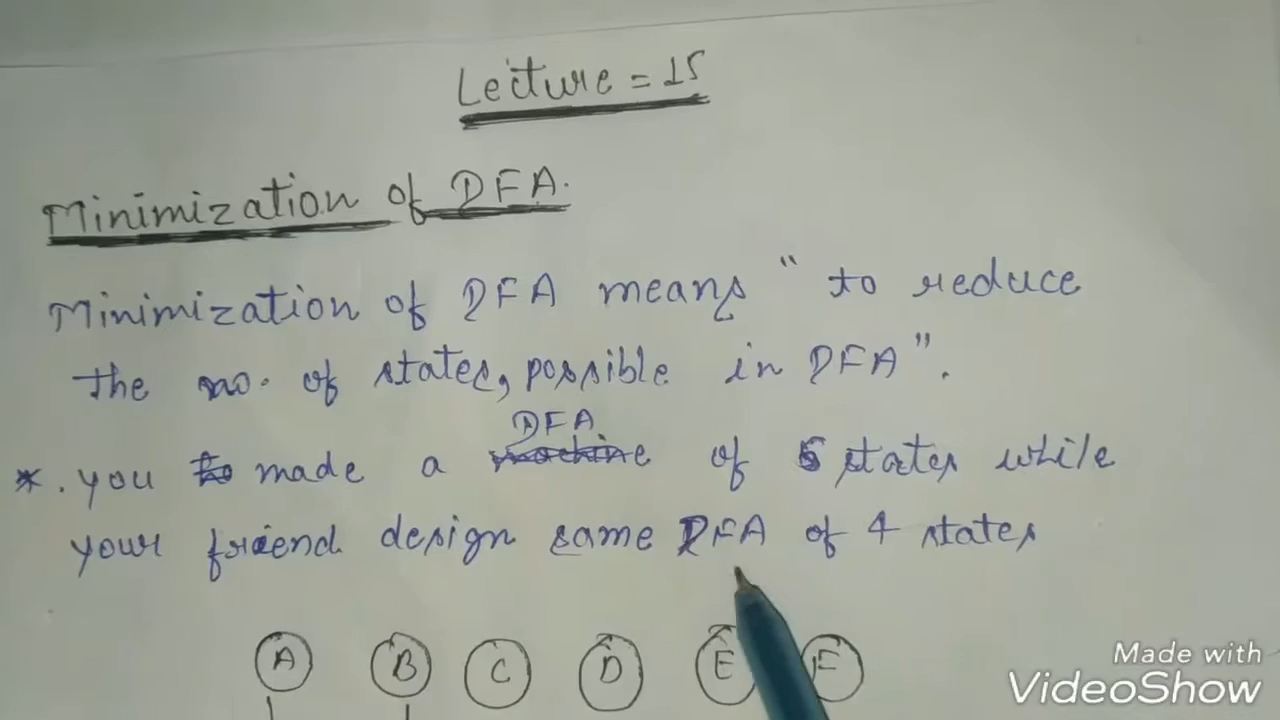 Lecture = 15
Minimization of DFA.
Minimization of DFA means " to reduce
the no. of states, possible in DFA ".
DFA
*. you made a of 5 states while
your friend design same DFA of 4 states
A B C D E F
Made with
VideoShow